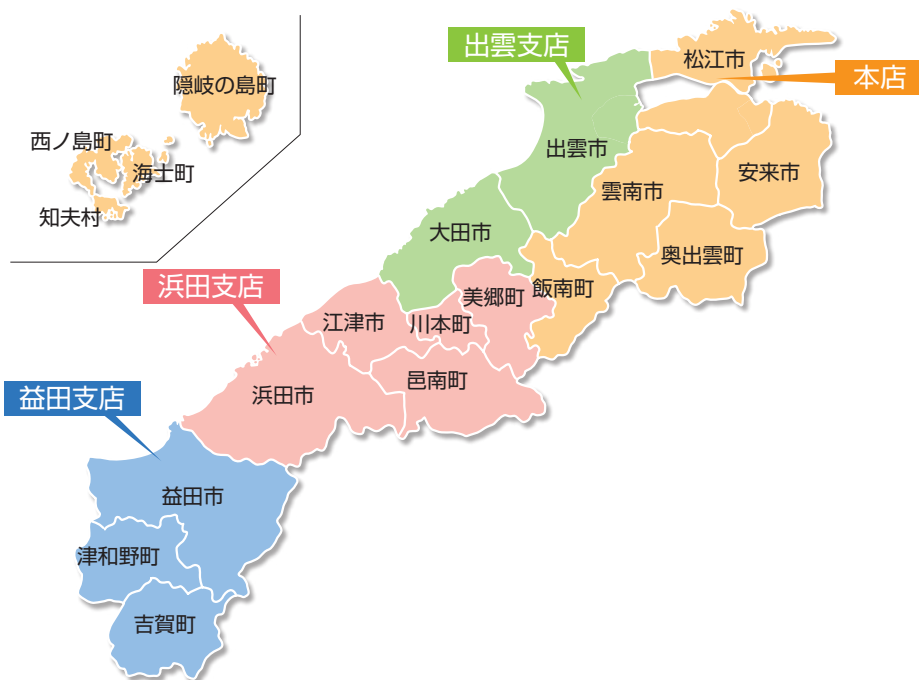 出雲支店
松江市
本店
隠岐の島町
西ノ島町
海士町
知夫村
出雲市
安来市
雲南市
大田市
奥出雲町
浜田支店
美郷町
飯南町
江津市
川本町
邑南町
浜田市
益田支店
益田市
津和野町
吉賀町